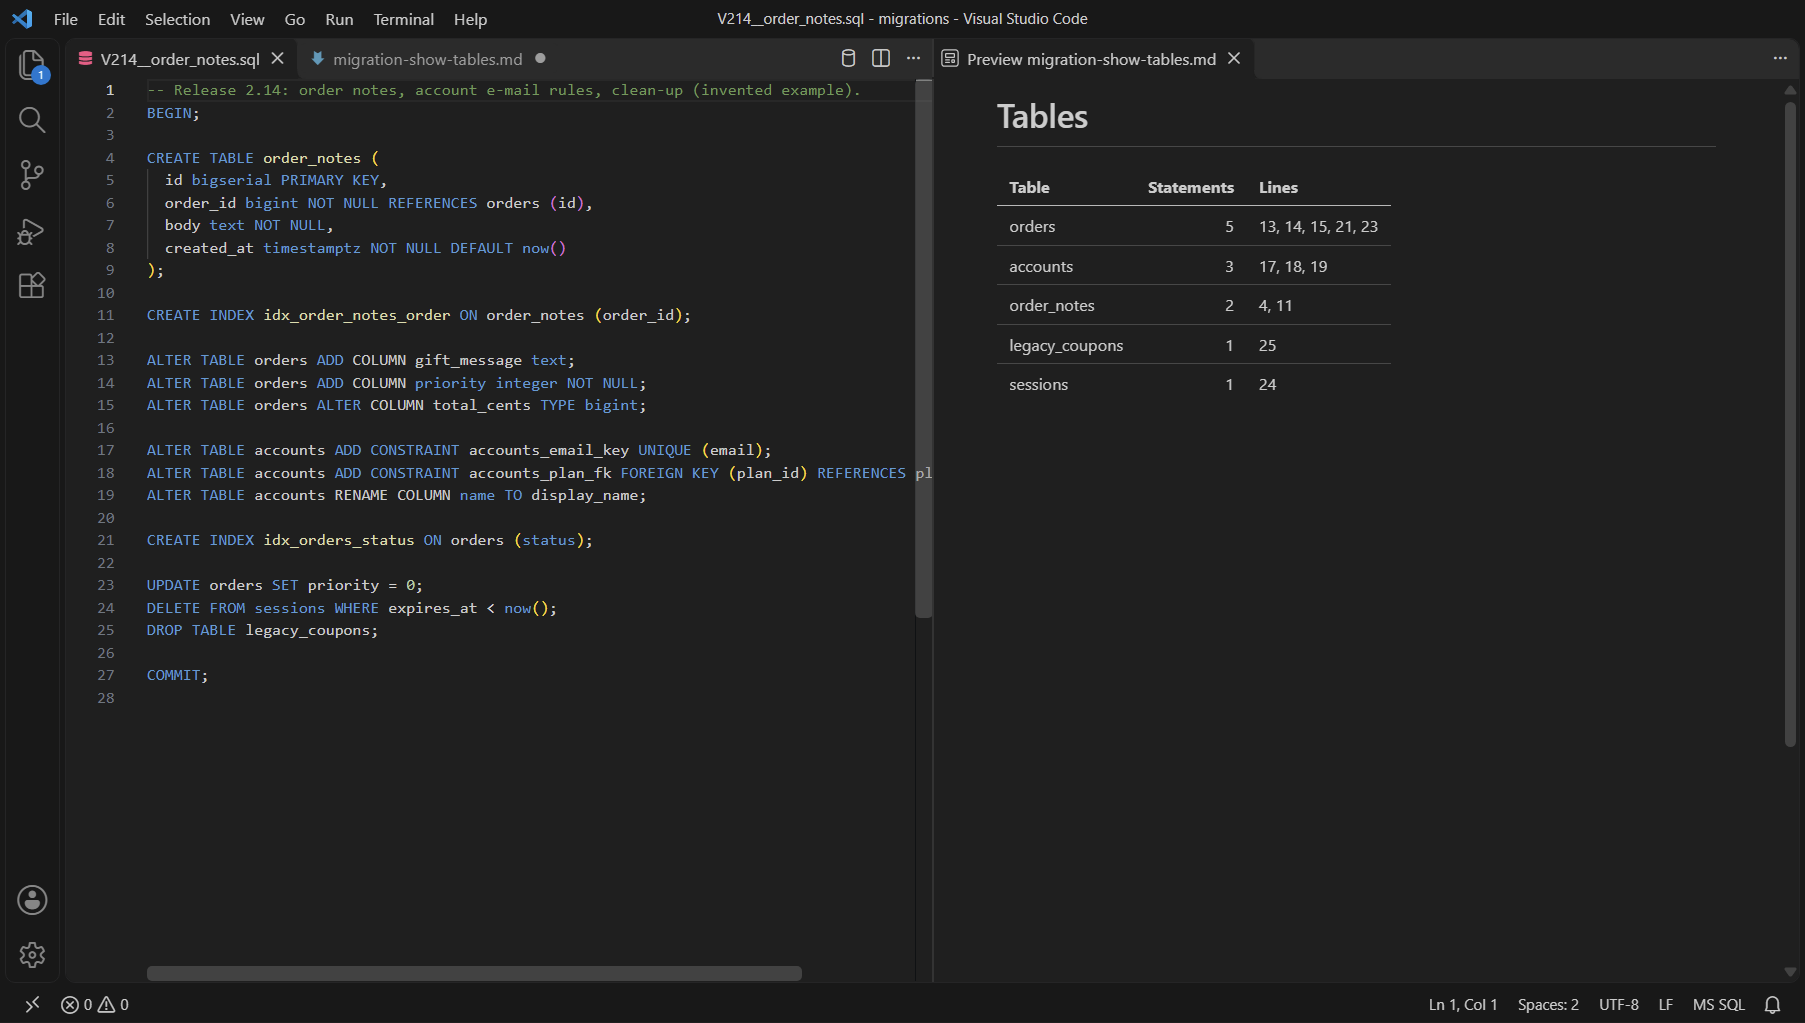 File Edit Selection View Go Run Terminal Help
V214__order_notes.sql - migrations - Visual Studio Code
1
V214__order_notes.sql
migration-show-tables.md
Preview migration-show-tables.md
1 -- Release 2.14: order notes, account e-mail rules, clean-up (invented example).
2 BEGIN;
3
4 CREATE TABLE order_notes (
5 id bigserial PRIMARY KEY,
6 order_id bigint NOT NULL REFERENCES orders (id),
7 body text NOT NULL,
8 created_at timestamptz NOT NULL DEFAULT now()
9 );
10
11 CREATE INDEX idx_order_notes_order ON order_notes (order_id);
12
13 ALTER TABLE orders ADD COLUMN gift_message text;
14 ALTER TABLE orders ADD COLUMN priority integer NOT NULL;
15 ALTER TABLE orders ALTER COLUMN total_cents TYPE bigint;
16
17 ALTER TABLE accounts ADD CONSTRAINT accounts_email_key UNIQUE (email);
18 ALTER TABLE accounts ADD CONSTRAINT accounts_plan_fk FOREIGN KEY (plan_id) REFERENCES pl
19 ALTER TABLE accounts RENAME COLUMN name TO display_name;
20
21 CREATE INDEX idx_orders_status ON orders (status);
22
23 UPDATE orders SET priority = 0;
24 DELETE FROM sessions WHERE expires_at < now();
25 DROP TABLE legacy_coupons;
26
27 COMMIT;
28
Tables
Table Statements Lines
orders 5 13, 14, 15, 21, 23
accounts 3 17, 18, 19
order_notes 2 4, 11
legacy_coupons 1 25
sessions 1 24
0 0
Ln 1, Col 1 Spaces: 2 UTF-8 LF MS SQL